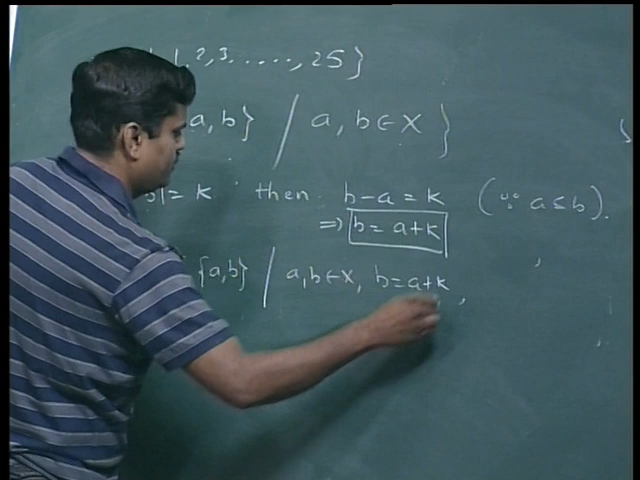 1, 2, 3, ....., 25}
a, b} / a, b ∈ X }
b| = k then b-a = k (∵ a ≤ b).
⇒ b = a+k
{a,b} / a, b ∈ X, b = a+k ,